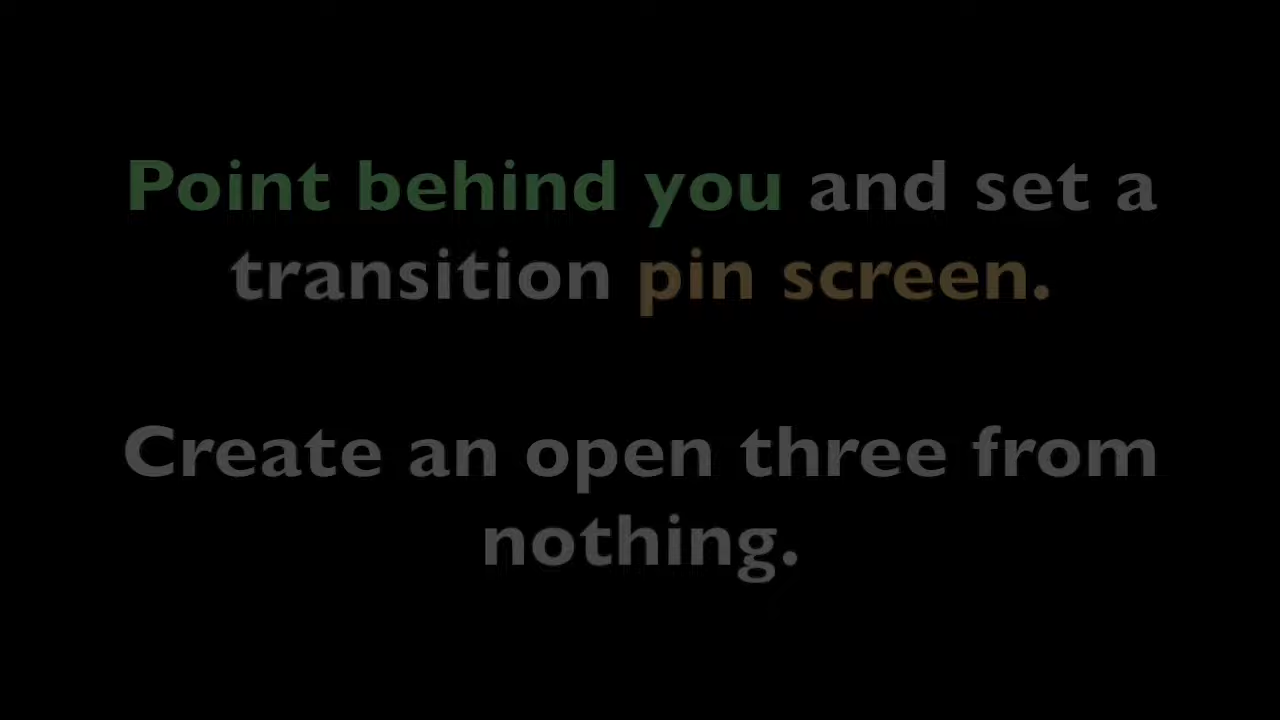 Point behind you and set a
transition pin screen.
Create an open three from
nothing.